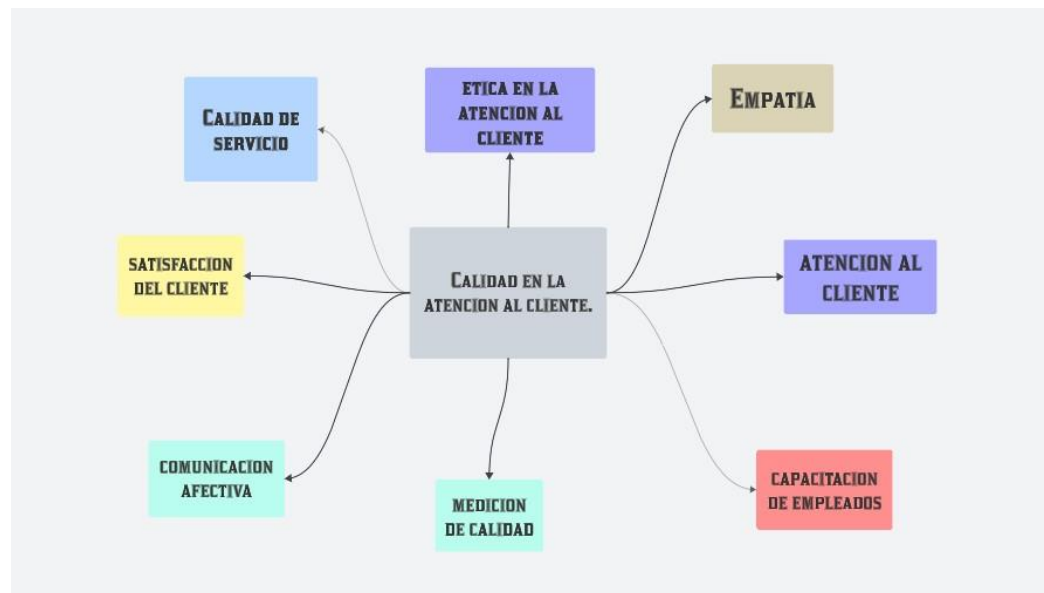 CALIDAD DE
SERVICIO
ETICA EN LA
ATENCION AL
CLIENTE
EMPATIA
SATISFACCION
DEL CLIENTE
CALIDAD EN LA
ATENCION AL CLIENTE.
ATENCION AL
CLIENTE
COMUNICACION
AFECTIVA
MEDICION
DE CALIDAD
CAPACITACION
DE EMPLEADOS